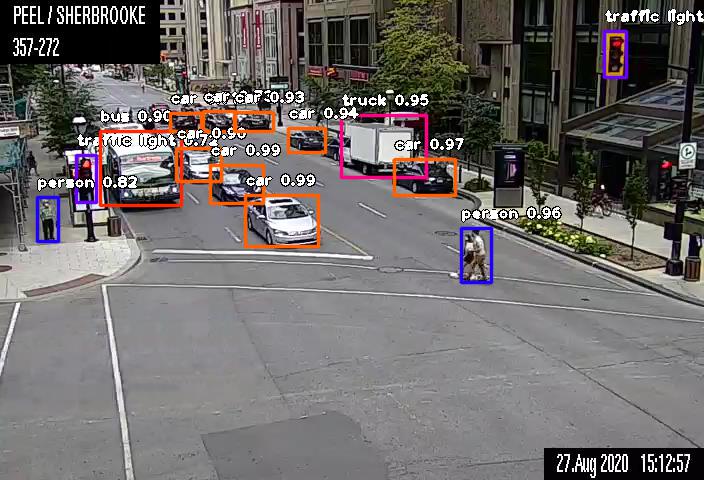 PEEL / SHERBROOKE
357-272
traffic light
car
car 0.93
bus 0.90
truck 0.95
car 0.94
traffic light 0.7
car 0.90
car 0.99
car 0.97
person 0.82
car 0.99
person 0.96
27.Aug 2020 15:12:57